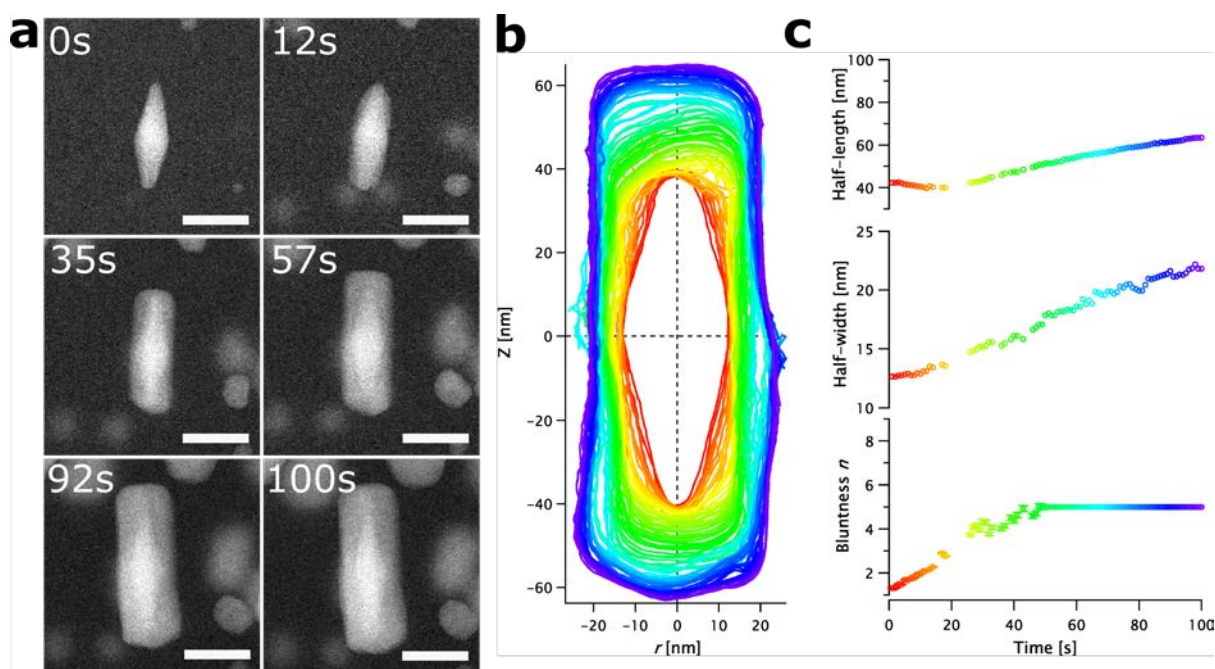 a
0s
12s
35s
57s
92s
100s
b
Z [nm]
60
40
20
0
−20
−40
−60
−20
−10
0
10
20
r [nm]
c
Half−length [nm]
100
80
60
40
Half−width [nm]
25
20
15
10
Bluntness n
8
6
4
2
0
20
40
60
80
100
Time [s]